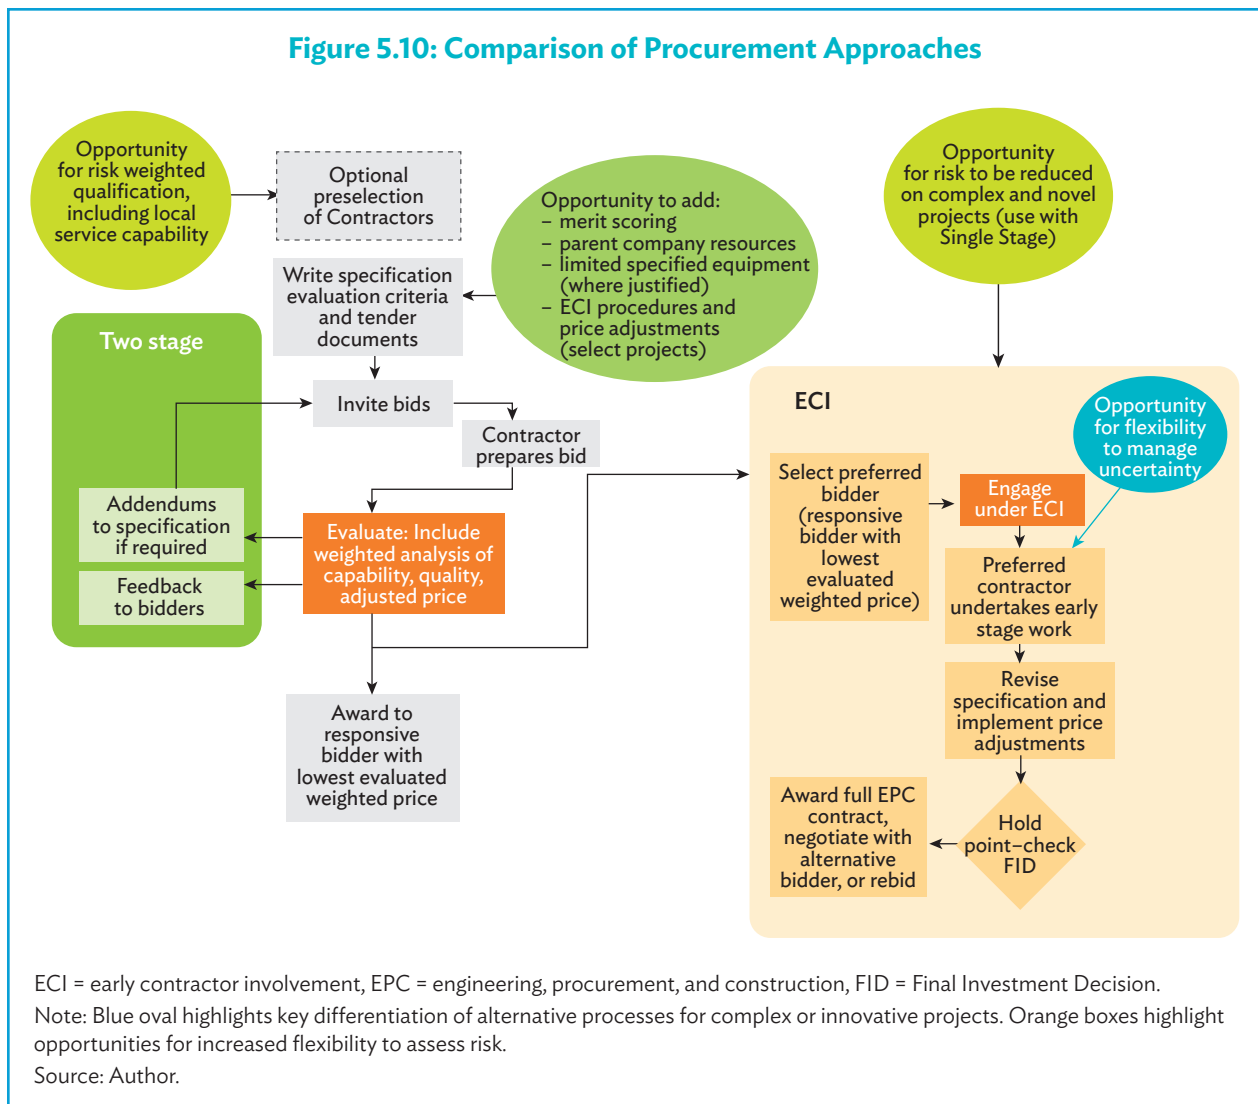 Figure 5.10: Comparison of Procurement Approaches
Opportunity
for risk weighted
qualification,
including local
service capability
Optional
preselection
of Contractors
Opportunity to add:
– merit scoring
– parent company resources
– limited specified equipment
(where justified)
– ECI procedures and
price adjustments
(select projects)
Opportunity
for risk to be reduced
on complex and novel
projects (use with
Single Stage)
Write specification
evaluation criteria
and tender
documents
Two stage
Invite bids
Contractor
prepares bid
Addendums
to specification
if required
Feedback
to bidders
Evaluate: Include
weighted analysis of
capability, quality,
adjusted price
Award to
responsive
bidder with
lowest evaluated
weighted price
ECI
Opportunity
for flexibility
to manage
uncertainty
Select preferred
bidder
(responsive
bidder with
lowest
evaluated
weighted price)
Engage
under ECI
Preferred
contractor
undertakes early
stage work
Revise
specification and
implement price
adjustments
Hold
point–check
FID
Award full EPC
contract,
negotiate with
alternative
bidder, or rebid
ECI = early contractor involvement, EPC = engineering, procurement, and construction, FID = Final Investment Decision.
Note: Blue oval highlights key differentiation of alternative processes for complex or innovative projects. Orange boxes highlight
opportunities for increased flexibility to assess risk.
Source: Author.